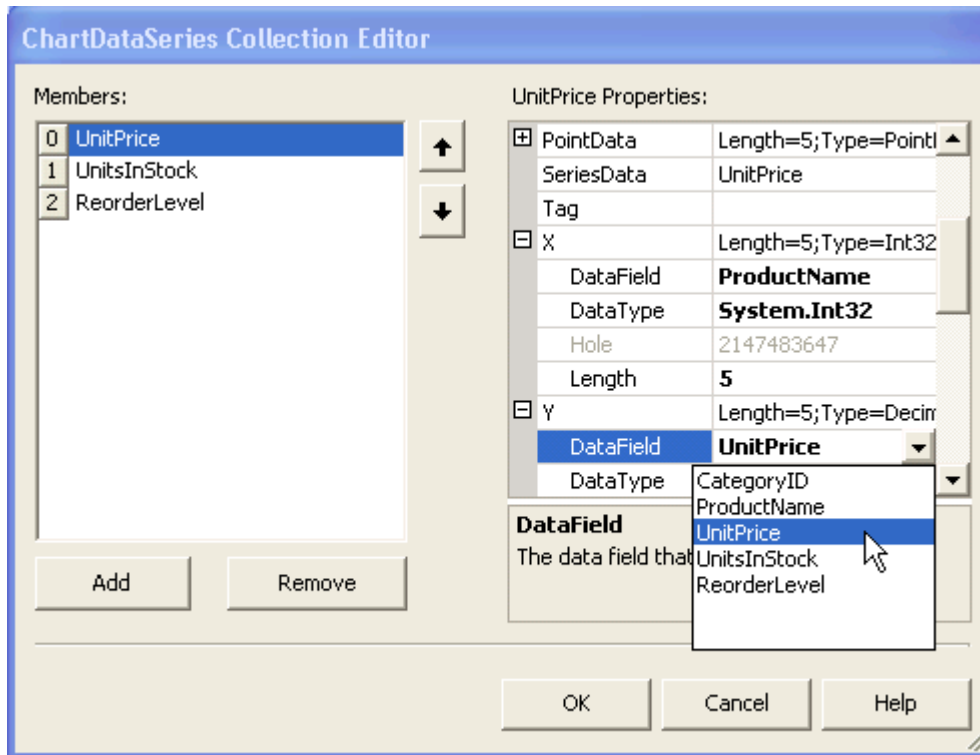 ChartDataSeries Collection Editor
Members:
0 UnitPrice
1 UnitsInStock
2 ReorderLevel
Add
Remove
UnitPrice Properties:
PointData Length=5;Type=Point
SeriesData UnitPrice
Tag
X Length=5;Type=Int32
DataField ProductName
DataType System.Int32
Hole 2147483647
Length 5
Y Length=5;Type=Decim
DataField UnitPrice
DataType
CategoryID
ProductName
UnitPrice
UnitsInStock
ReorderLevel
DataField
The data field that
OK
Cancel
Help